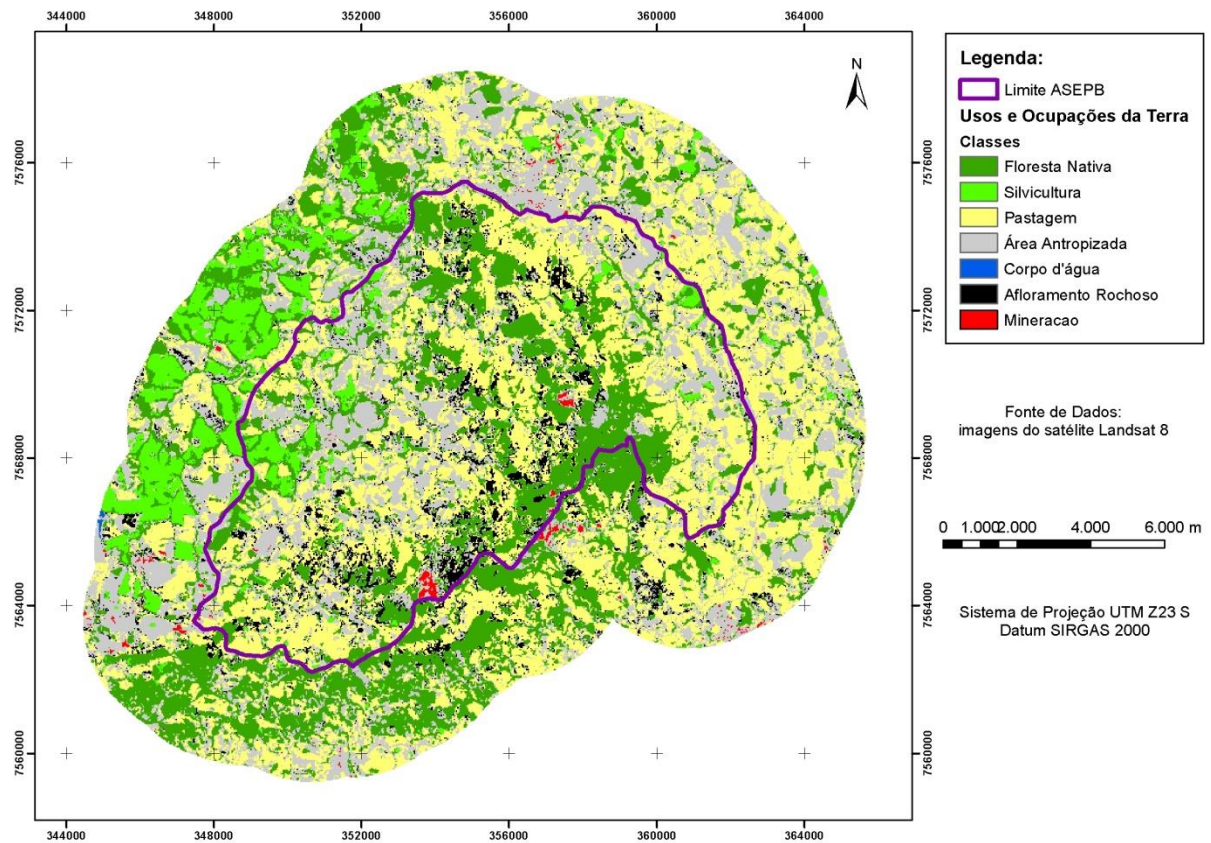 344000 348000 352000 356000 360000 364000
N
7576000 7576000
7572000 7572000
7568000 7568000
7564000 7564000
7560000 7560000
344000 348000 352000 356000 360000 364000
Legenda:
Limite ASEPB
Usos e Ocupações da Terra
Classes
Floresta Nativa
Silvicultura
Pastagem
Área Antropizada
Corpo d'água
Afloramento Rochoso
Mineracao
Fonte de Dados:
imagens do satélite Landsat 8
0 1.000 2.000 4.000 6.000 m
Sistema de Projeção UTM Z23 S
Datum SIRGAS 2000